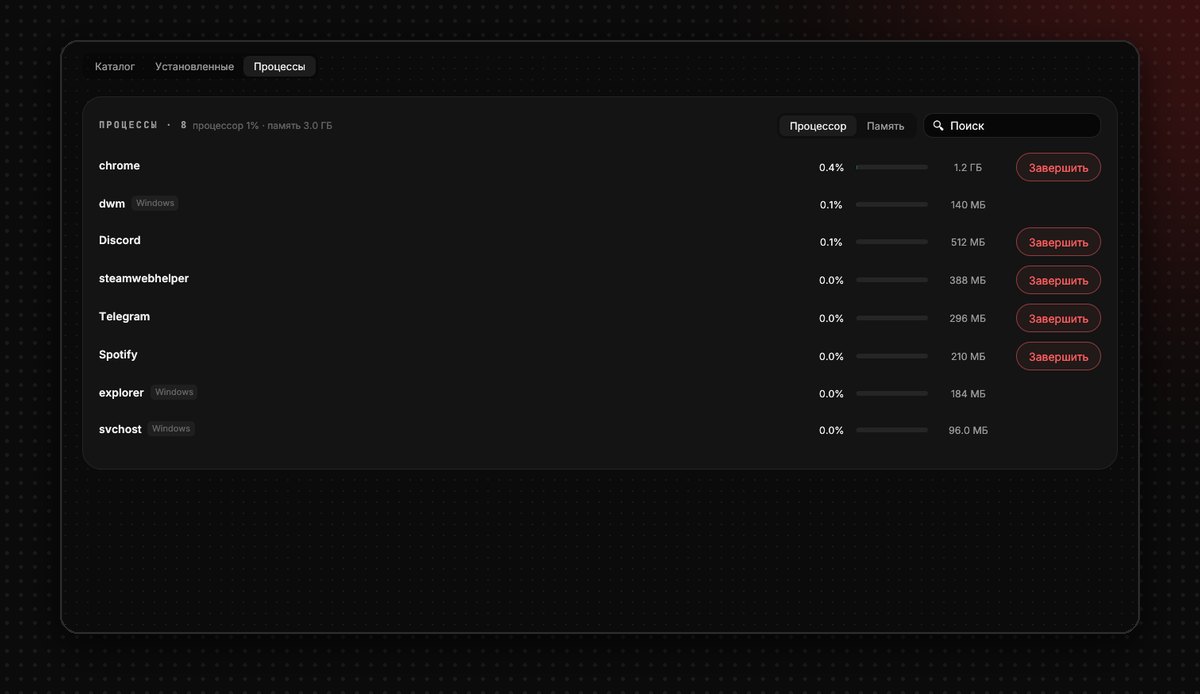 Каталог Установленные Процессы
ПРОЦЕССЫ · 8 процессор 1% · память 3.0 ГБ Процессор Память Поиск
chrome 0.4% 1.2 ГБ Завершить
dwm Windows 0.1% 140 МБ
Discord 0.1% 512 МБ Завершить
steamwebhelper 0.0% 388 МБ Завершить
Telegram 0.0% 296 МБ Завершить
Spotify 0.0% 210 МБ Завершить
explorer Windows 0.0% 184 МБ
svchost Windows 0.0% 96.0 МБ